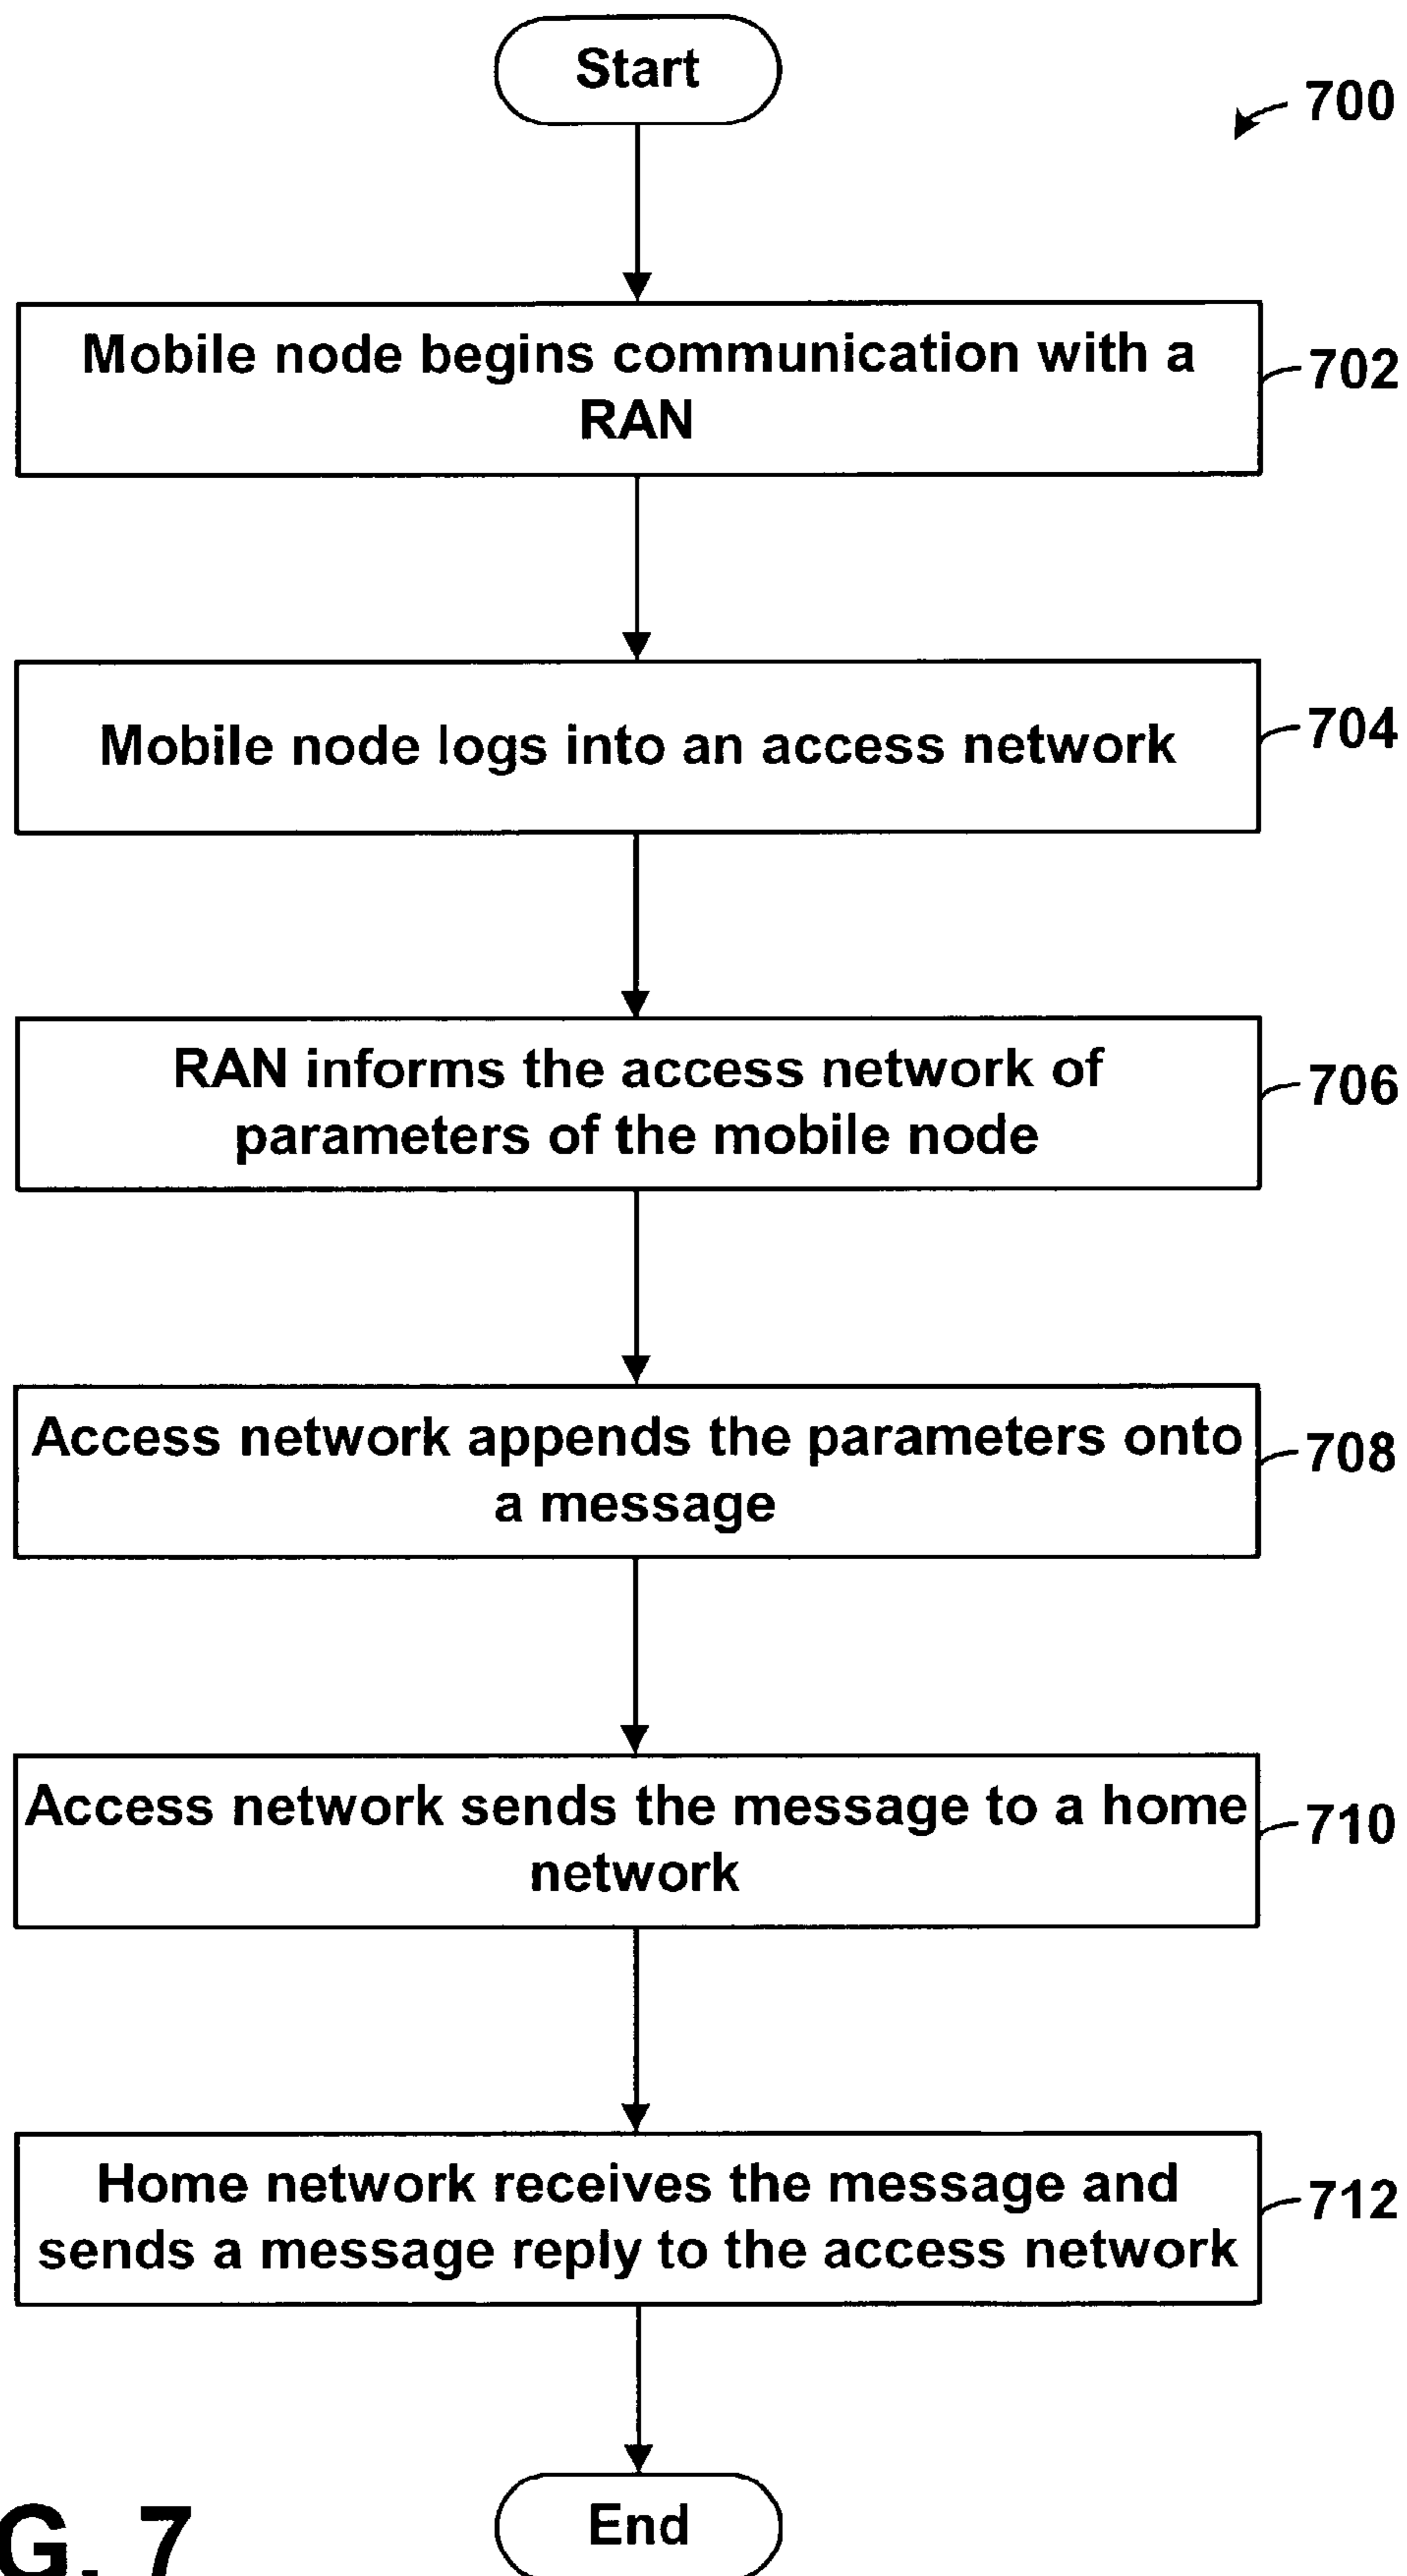 Start
700
Mobile node begins communication with a
RAN
702
Mobile node logs into an access network
704
RAN informs the access network of
parameters of the mobile node
706
Access network appends the parameters onto
a message
708
Access network sends the message to a home
network
710
Home network receives the message and
sends a message reply to the access network
712
End
G. 7